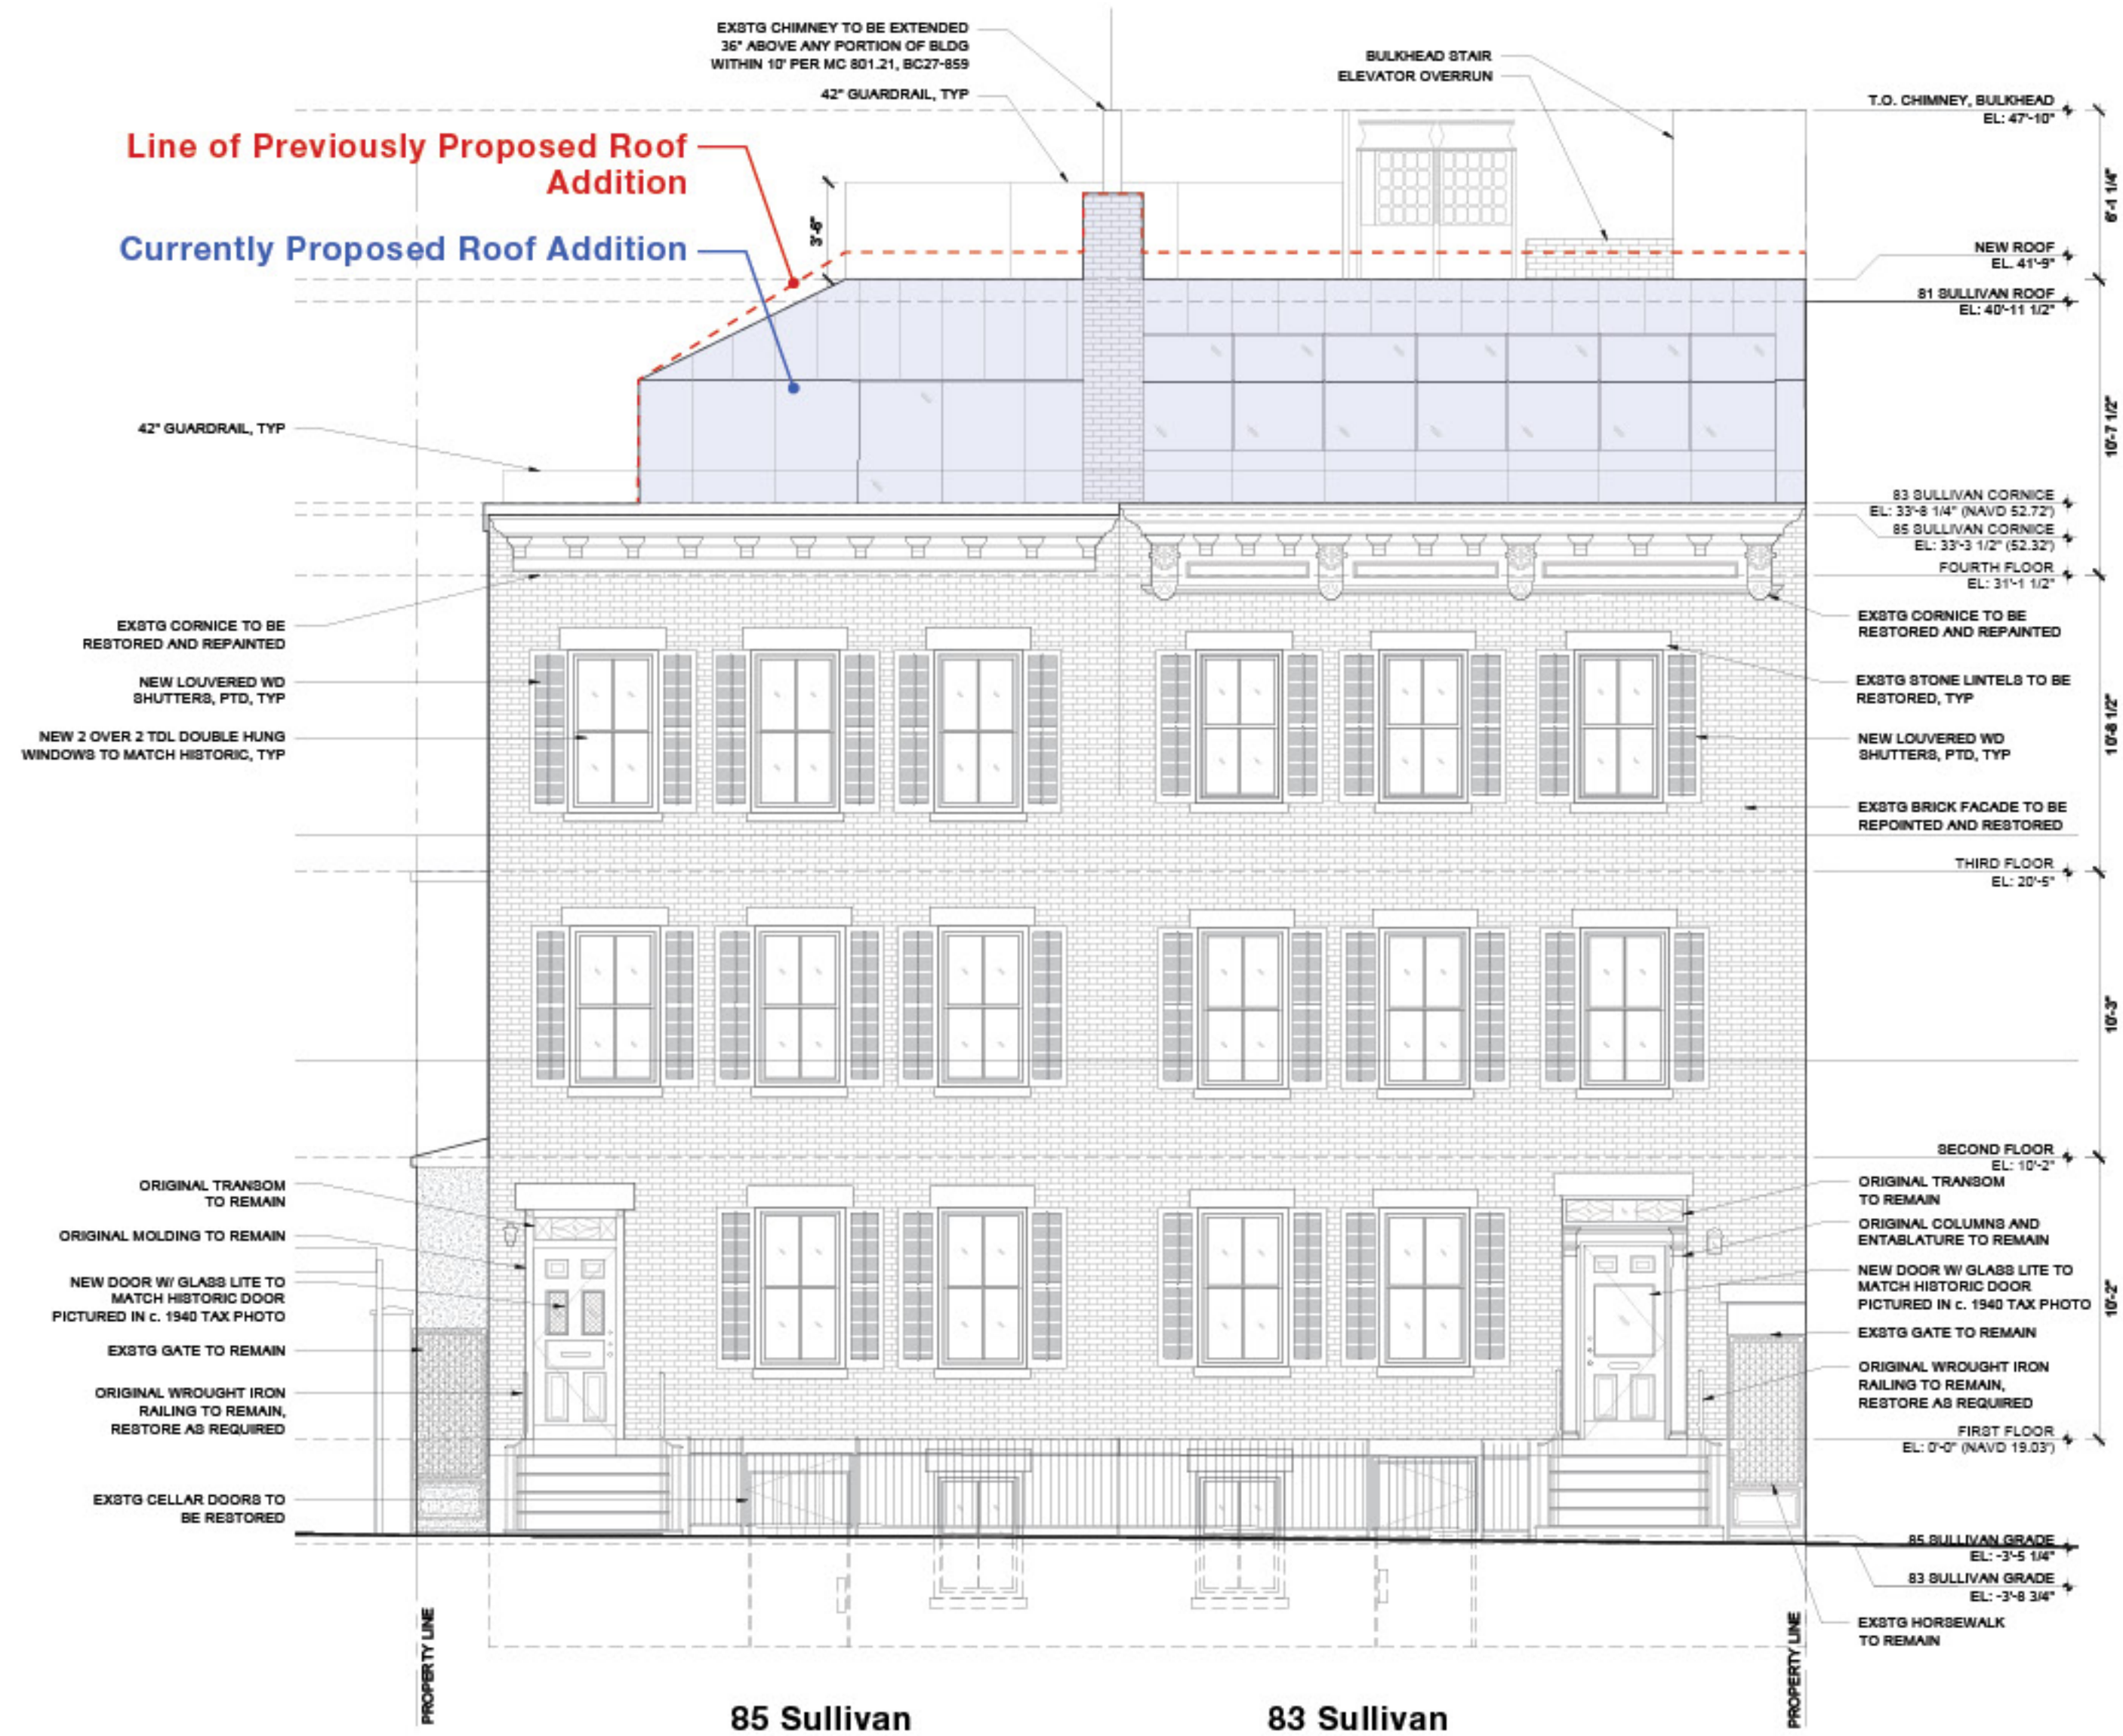 EXSTG CHIMNEY TO BE EXTENDED
36" ABOVE ANY PORTION OF BLDG
WITHIN 10' PER MC 801.21, BC27-859
42" GUARDRAIL, TYP
BULKHEAD STAIR
ELEVATOR OVERRUN
T.O. CHIMNEY, BULKHEAD
EL: 47'-10"
Line of Previously Proposed Roof
Addition
Currently Proposed Roof Addition
3'-6"
6'-1 1/4"
NEW ROOF
EL. 41'-9"
81 SULLIVAN ROOF
EL: 40'-11 1/2"
42" GUARDRAIL, TYP
10'-7 1/2"
83 SULLIVAN CORNICE
EL: 33'-8 1/4" (NAVD 52.72')
85 SULLIVAN CORNICE
EL: 33'-3 1/2" (52.32')
FOURTH FLOOR
EL: 31'-1 1/2"
EXSTG CORNICE TO BE
RESTORED AND REPAINTED
NEW LOUVERED WD
SHUTTERS, PTD, TYP
NEW 2 OVER 2 TDL DOUBLE HUNG
WINDOWS TO MATCH HISTORIC, TYP
EXSTG CORNICE TO BE
RESTORED AND REPAINTED
EXSTG STONE LINTELS TO BE
RESTORED, TYP
NEW LOUVERED WD
SHUTTERS, PTD, TYP
10'-8 1/2"
EXSTG BRICK FACADE TO BE
REPOINTED AND RESTORED
THIRD FLOOR
EL: 20'-5"
10'-3"
SECOND FLOOR
EL: 10'-2"
ORIGINAL TRANSOM
TO REMAIN
ORIGINAL MOLDING TO REMAIN
NEW DOOR W/ GLASS LITE TO
MATCH HISTORIC DOOR
PICTURED IN c. 1940 TAX PHOTO
EXSTG GATE TO REMAIN
ORIGINAL WROUGHT IRON
RAILING TO REMAIN,
RESTORE AS REQUIRED
EXSTG CELLAR DOORS TO
BE RESTORED
ORIGINAL TRANSOM
TO REMAIN
ORIGINAL COLUMNS AND
ENTABLATURE TO REMAIN
NEW DOOR W/ GLASS LITE TO
MATCH HISTORIC DOOR
PICTURED IN c. 1940 TAX PHOTO
10'-2"
EXSTG GATE TO REMAIN
ORIGINAL WROUGHT IRON
RAILING TO REMAIN,
RESTORE AS REQUIRED
FIRST FLOOR
EL: 0'-0" (NAVD 19.03')
85 SULLIVAN GRADE
EL: -3'-5 1/4"
83 SULLIVAN GRADE
EL: -3'-8 3/4"
EXSTG HORSEWALK
TO REMAIN
PROPERTY LINE
PROPERTY LINE
85 Sullivan
83 Sullivan